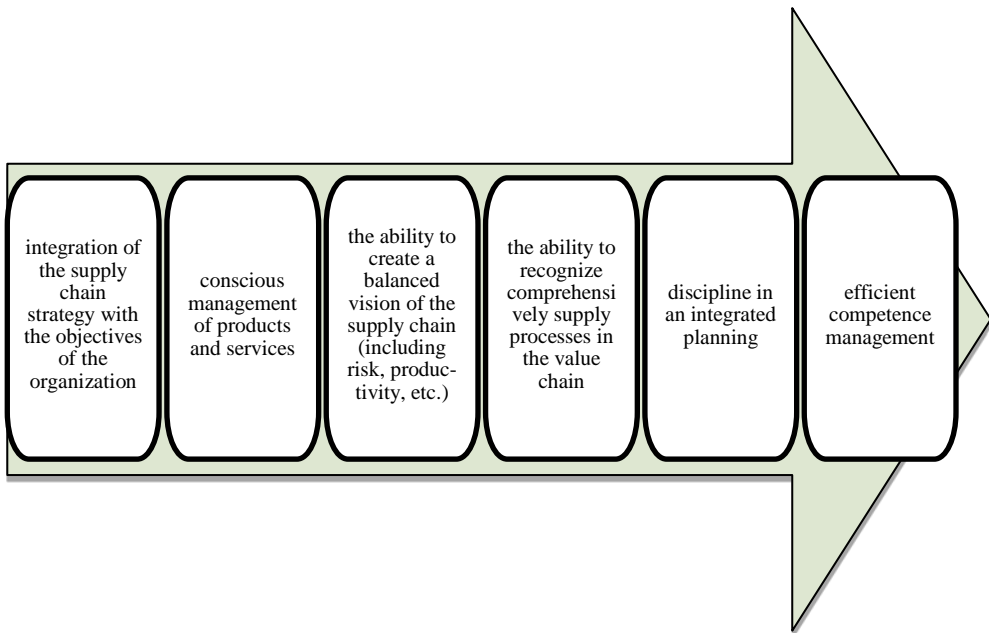 integration of
the supply
chain
strategy with
the objectives
of the
organization
conscious
management
of products
and services
the ability to
create a
balanced
vision of the
supply chain
(including
risk, produc-
tivity, etc.)
the ability to
recognize
comprehensi
vely supply
processes in
the value
chain
discipline in
an integrated
planning
efficient
competence
management